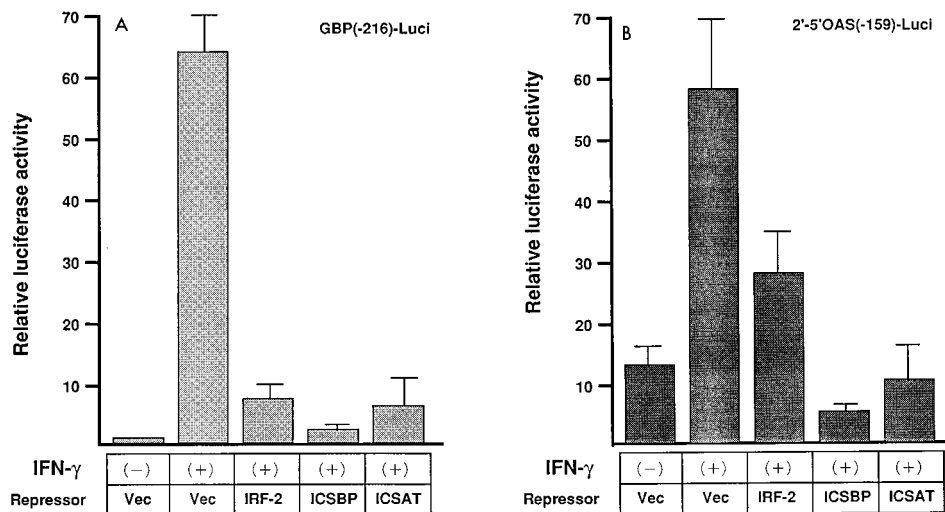 A
GBP(-216)-Luci
70
60
50
40
30
20
10
Relative luciferase activity
IFN-γ (−) (+) (+) (+) (+)
Repressor Vec Vec IRF-2 ICSBP ICSAT
B
2'-5'OAS(-159)-Luci
70
60
50
40
30
20
10
Relative luciferase activity
IFN-γ (−) (+) (+) (+) (+)
Repressor Vec Vec IRF-2 ICSBP ICSAT